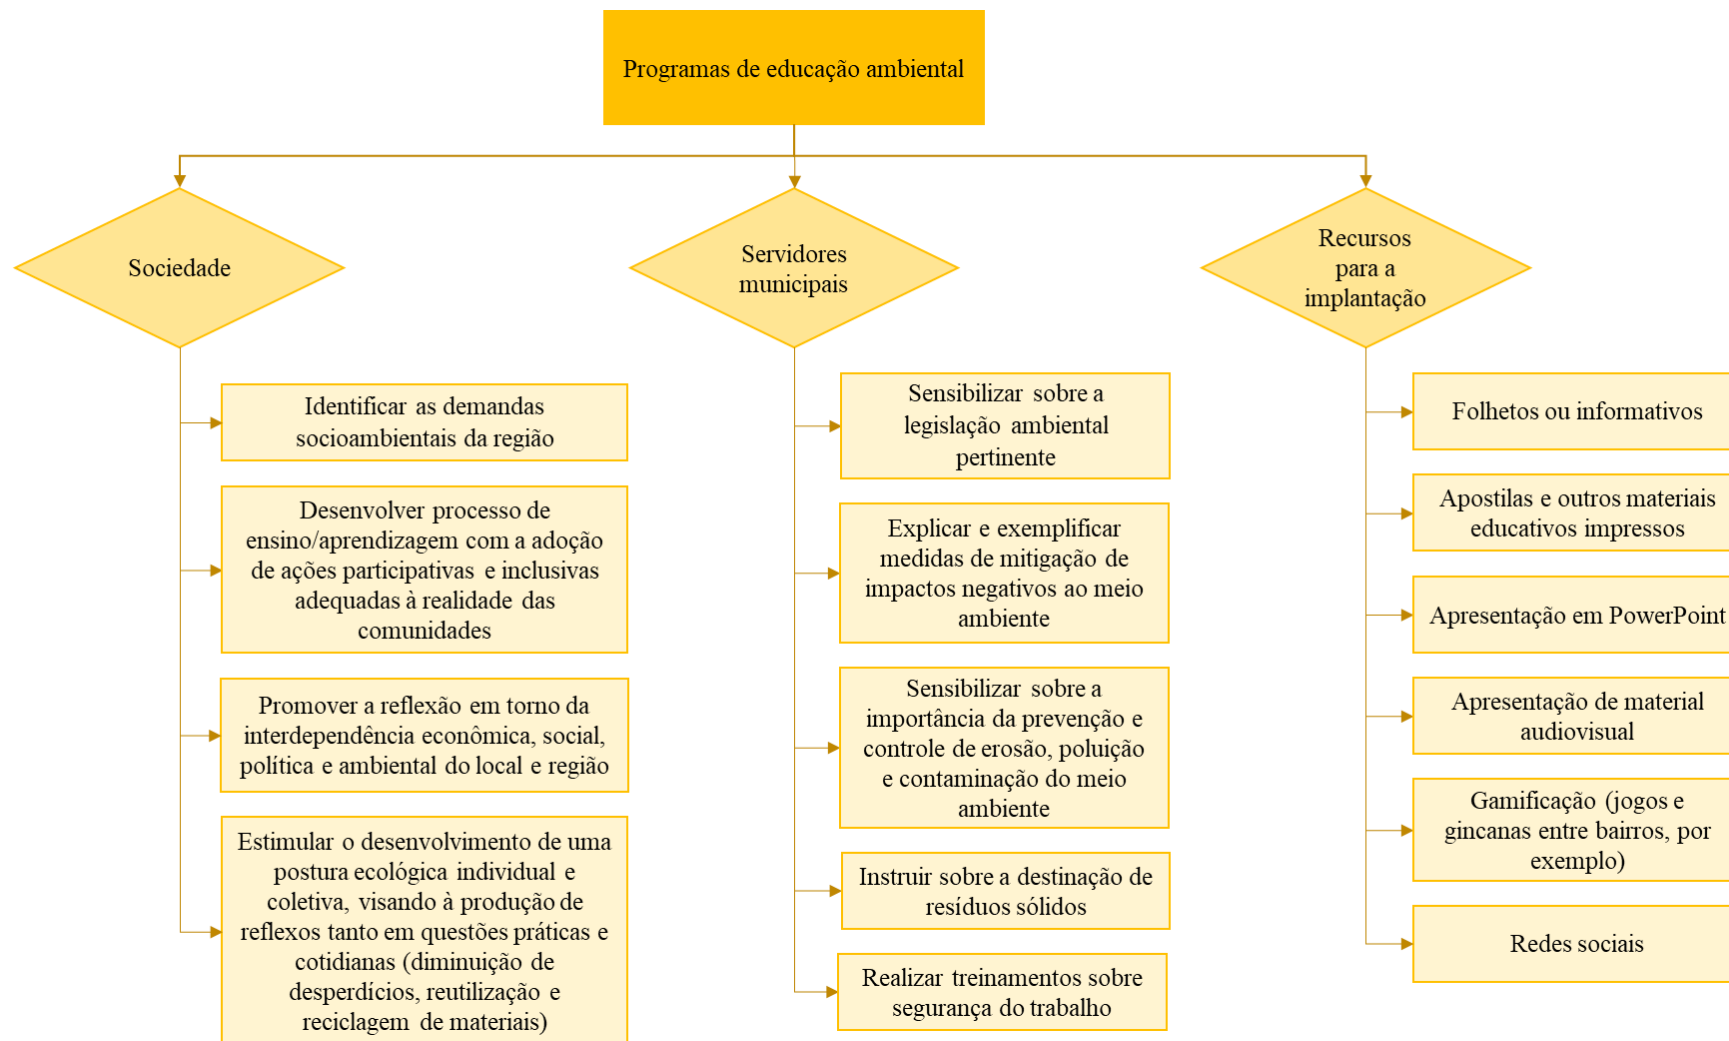 Programas de educação ambiental
Sociedade
Identificar as demandas
socioambientais da região
Desenvolver processo de
ensino/aprendizagem com a adoção
de ações participativas e inclusivas
adequadas à realidade das
comunidades
Promover a reflexão em torno da
interdependência econômica, social,
política e ambiental do local e região
Estimular o desenvolvimento de uma
postura ecológica individual e
coletiva, visando à produção de
reflexos tanto em questões práticas e
cotidianas (diminuição de
desperdícios, reutilização e
reciclagem de materiais)
Servidores
municipais
Sensibilizar sobre a
legislação ambiental
pertinente
Explicar e exemplificar
medidas de mitigação de
impactos negativos ao meio
ambiente
Sensibilizar sobre a
importância da prevenção e
controle de erosão, poluição
e contaminação do meio
ambiente
Instruir sobre a destinação de
resíduos sólidos
Realizar treinamentos sobre
segurança do trabalho
Recursos
para a
implantação
Folhetos ou informativos
Apostilas e outros materiais
educativos impressos
Apresentação em PowerPoint
Apresentação de material
audiovisual
Gamificação (jogos e
gincanas entre bairros, por
exemplo)
Redes sociais